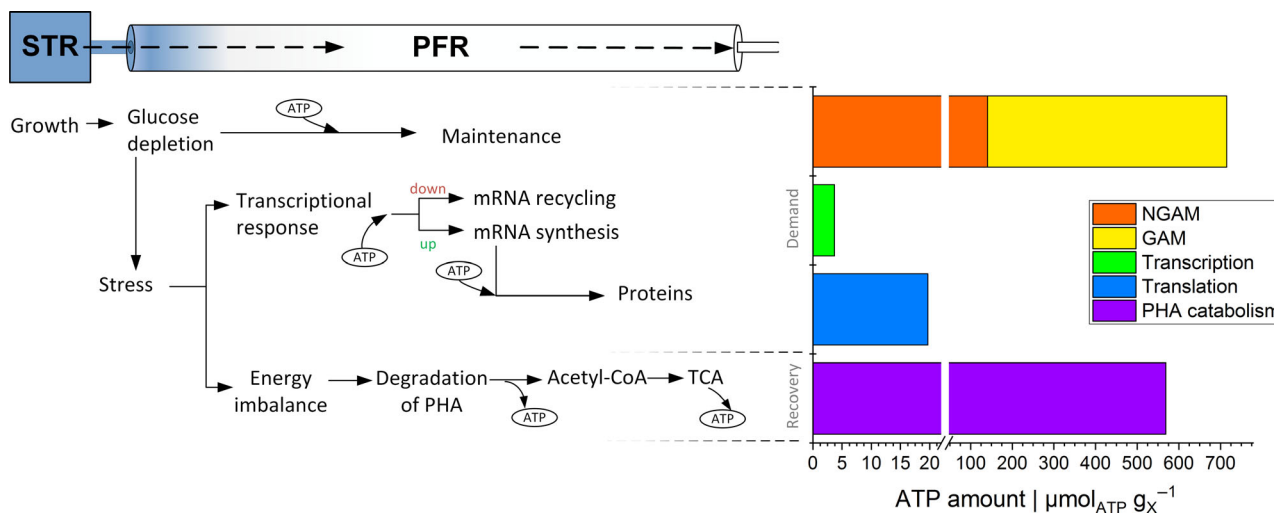 STR
PFR
Growth
Glucose
depletion
ATP
Maintenance
Transcriptional
response
ATP
down
mRNA recycling
up
mRNA synthesis
ATP
Proteins
Stress
Energy
imbalance
Degradation
of PHA
ATP
Acetyl-CoA
TCA
ATP
Demand
Recovery
NGAM
GAM
Transcription
Translation
PHA catabolism
0 5 10 15 20 100 200 300 400 500 600 700
ATP amount | µmolATP gX−1